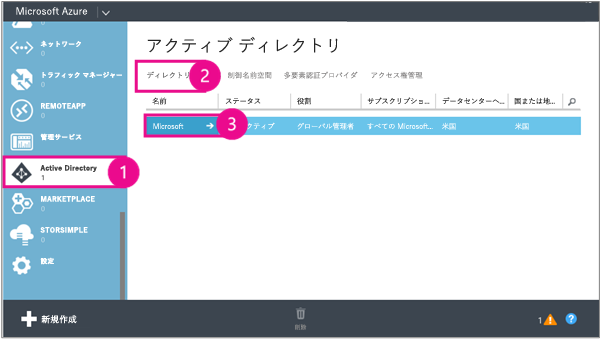 Microsoft Azure
アクティブ ディレクトリ
0
ネットワーク
0
トラフィック マネージャー
0
REMOTEAPP
0
管理サービス
0
Active Directory
1
1
MARKETPLACE
0
STORSIMPLE
0
設定
ディレクトリ 2 制御名前空間 多要素認証プロバイダ アクセス権管理
名前 ステータス 役割 サブスクリプショ... データセンターへ... 国または地...
Microsoft 3 クティブ グローバル管理者 すべての Microsoft... 米国 米国
新規作成
削除
1
?